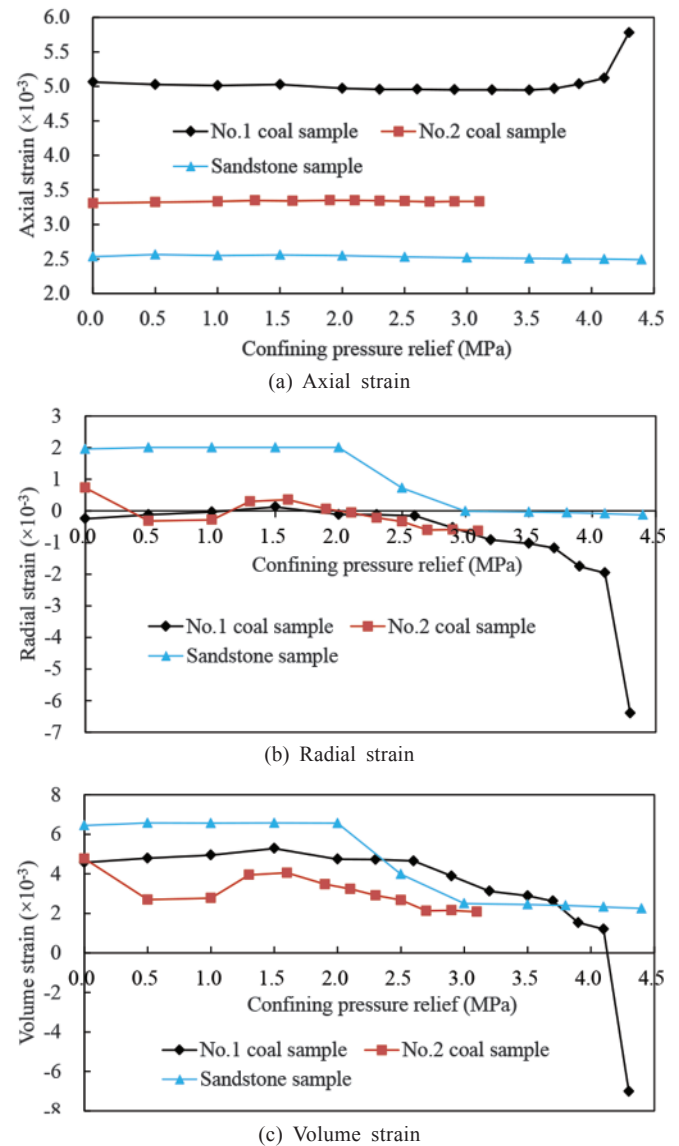 6.0
5.5
5.0
4.5
4.0
3.5
3.0
2.5
2.0
Axial strain (×10⁻³)
No.1 coal sample No.2 coal sample
Sandstone sample
0.0 0.5 1.0 1.5 2.0 2.5 3.0 3.5 4.0 4.5
Confining pressure relief (MPa)
(a) Axial strain
3
2
1
0
-1
-2
-3
-4
-5
-6
-7
Radial strain (×10⁻³)
0.0 0.5 1.0 1.5 2.0 2.5 3.0 3.5 4.0 4.5
Confining pressure relief (MPa)
No.1 coal sample No.2 coal sample
Sandstone sample
(b) Radial strain
8
6
4
2
0
-2
-4
-6
-8
Volume strain (×10⁻³)
0.0 0.5 1.0 1.5 2.0 2.5 3.0 3.5 4.0 4.5
Confining pressure relief (MPa)
No.1 coal sample No.2 coal sample
Sandstone sample
(c) Volume strain